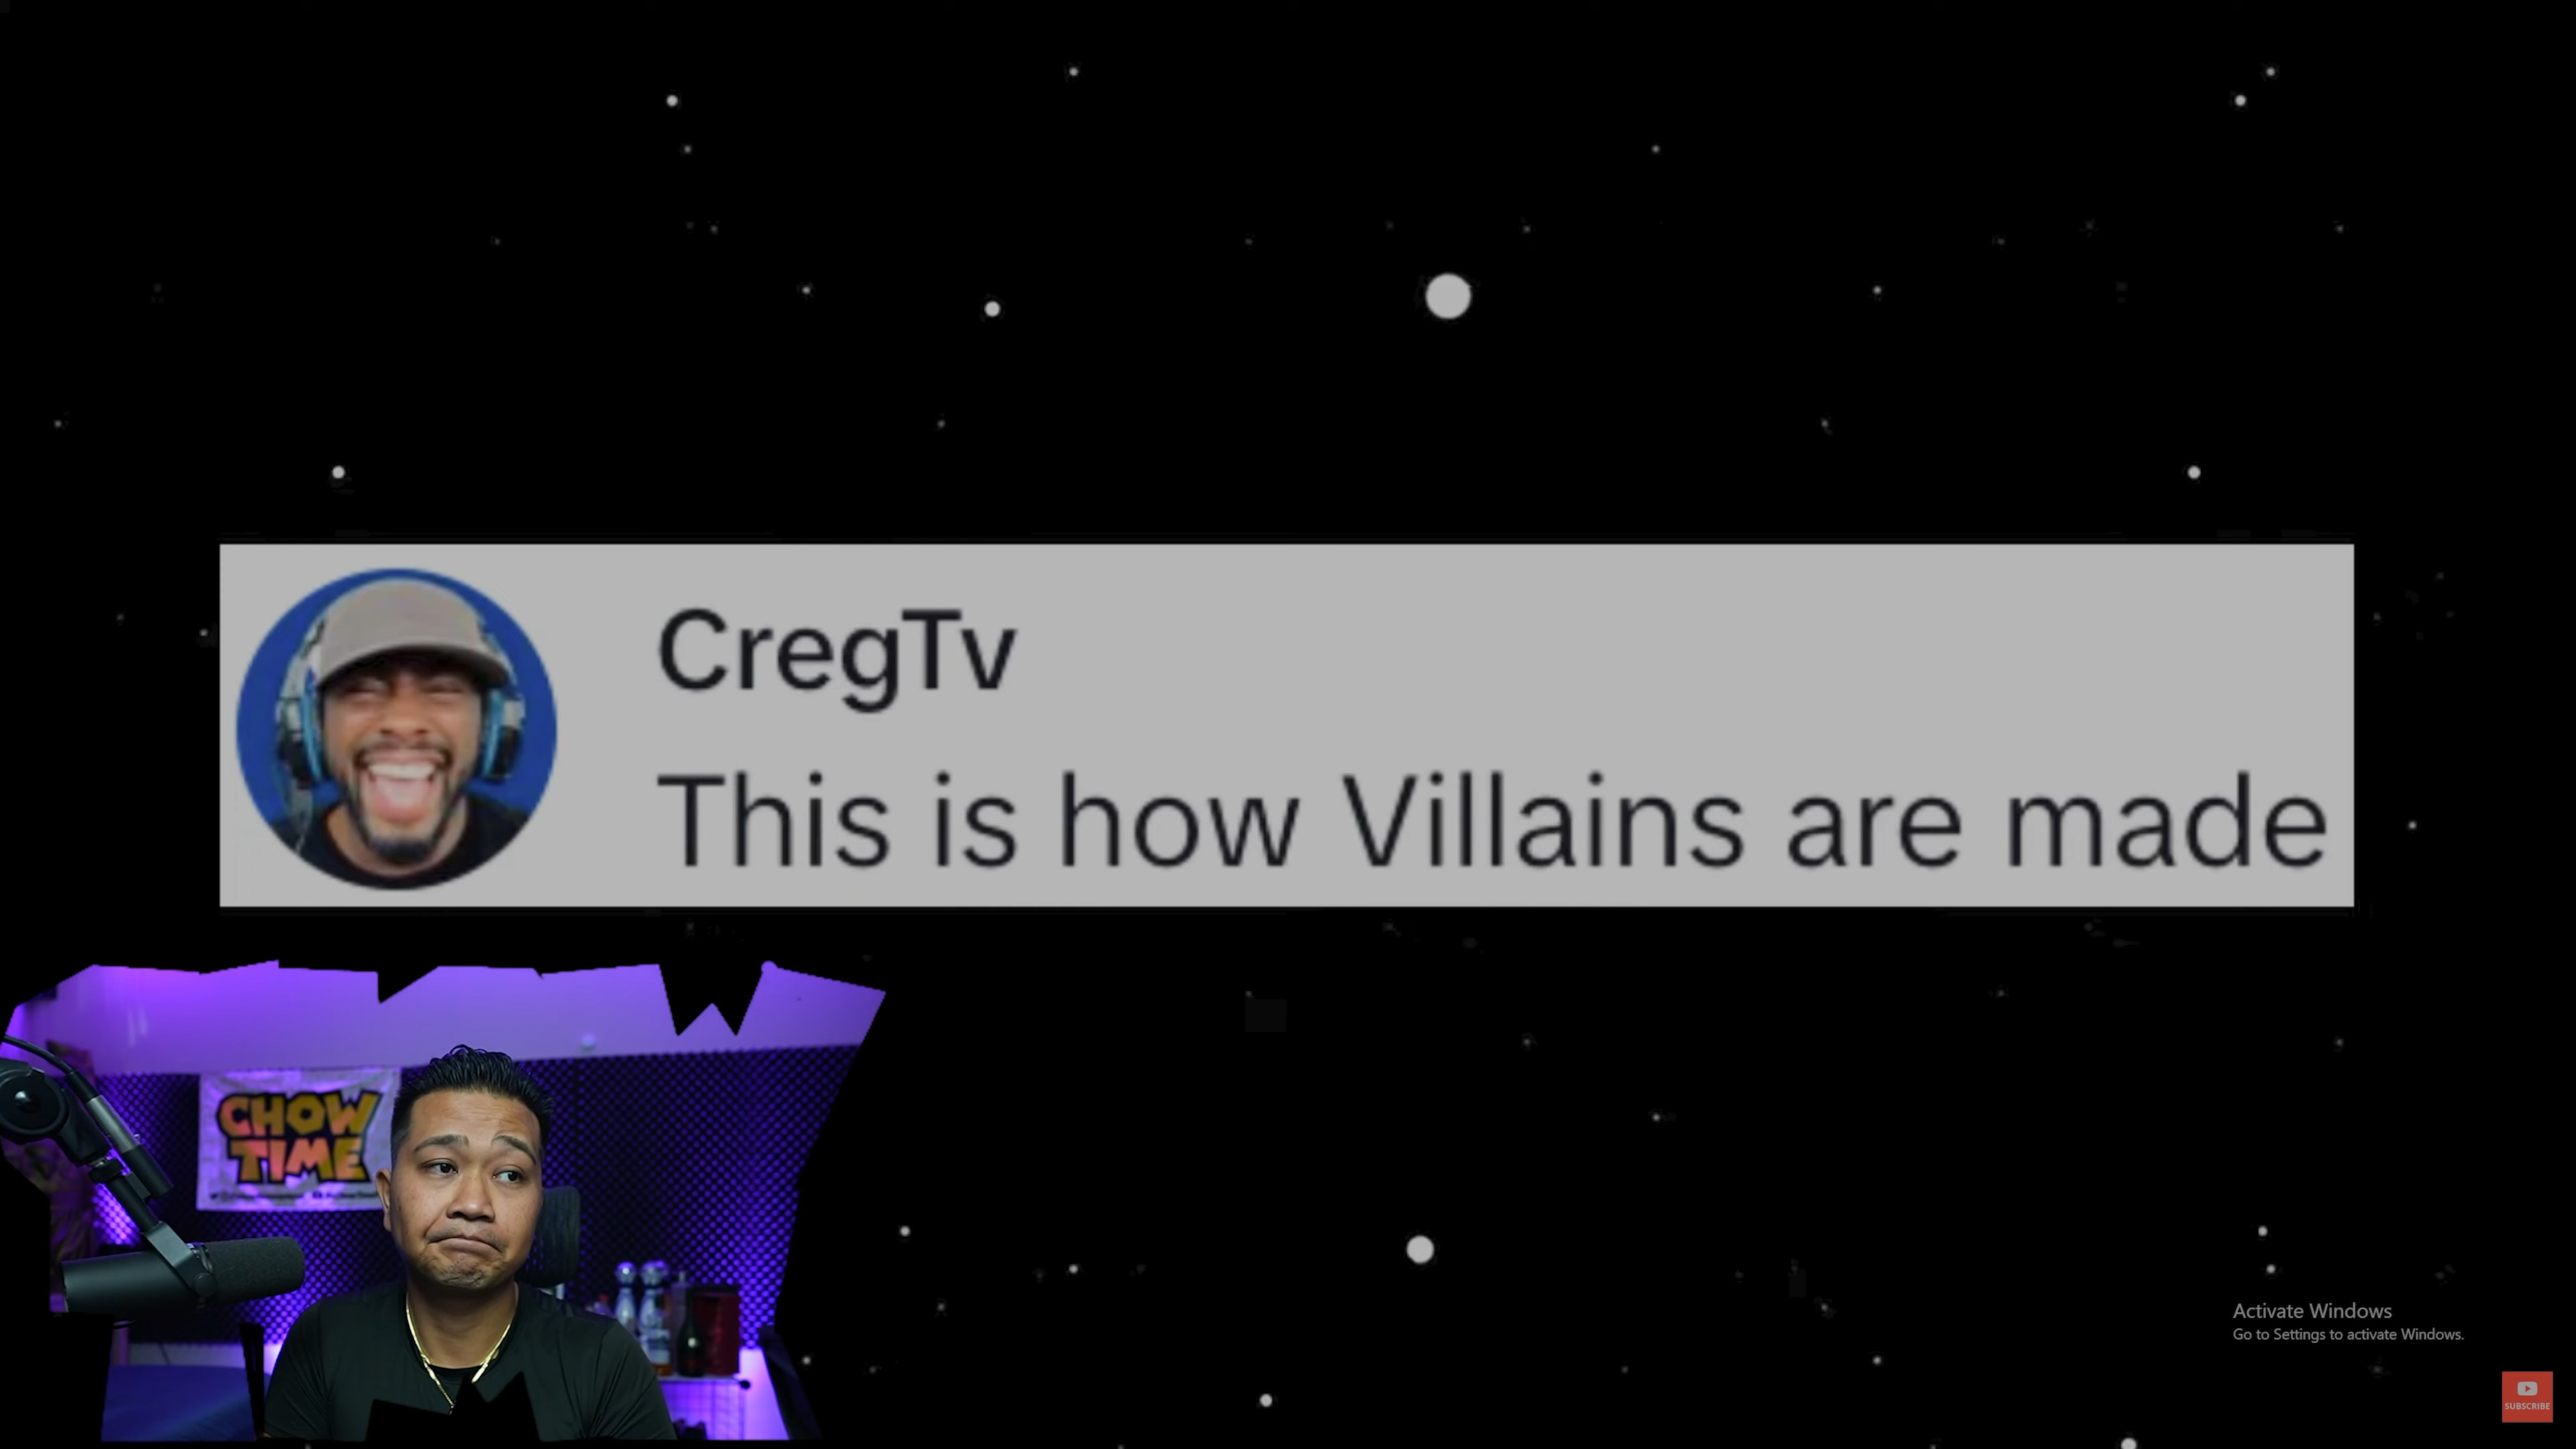 CregTv
This is how Villains are made
CHOW
TIME
Activate Windows
Go to Settings to activate Windows.
SUBSCRIBE